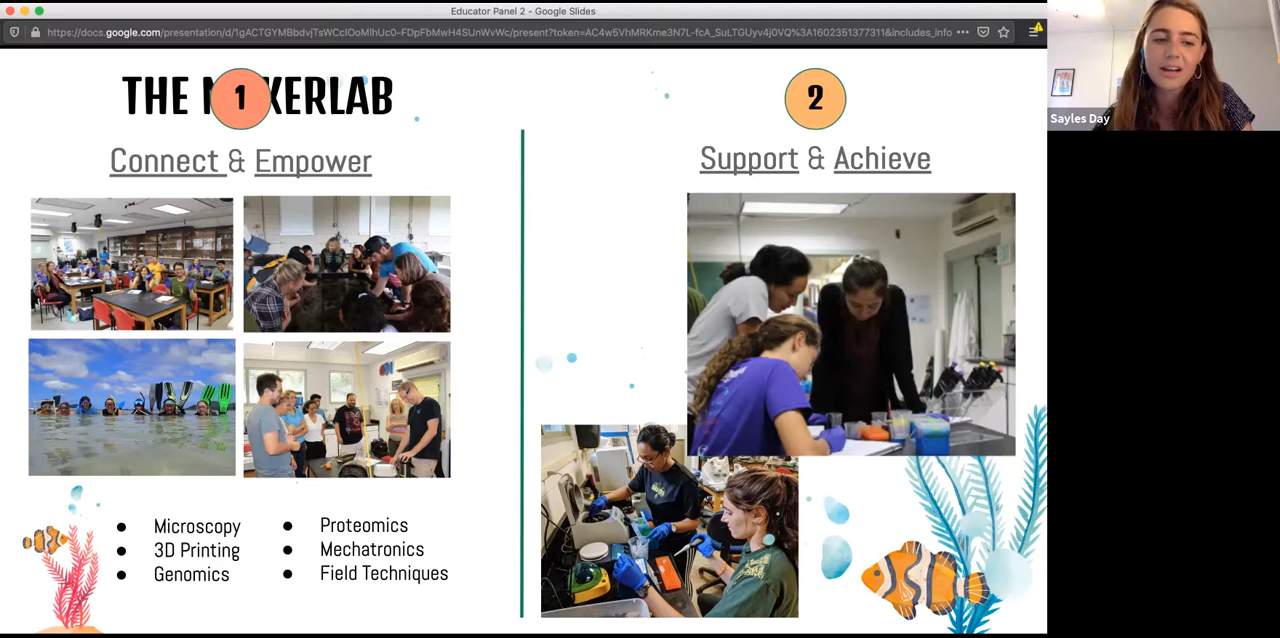 Educator Panel 2 - Google Slides
https://docs.google.com/presentation/d/1gACTGYMBbdvjTsWCclOoMlhUc0-FDpFbMwH4SUnWvWc/present?token=AC4w5VhMRKme3N7L-fcA_SuLTGUyv4j0VQ%3A1602351377311&includes_info
Sayles Day
THE M KERLAB
1
Connect & Empower
2
Support & Achieve
• Microscopy
• 3D Printing
• Genomics
• Proteomics
• Mechatronics
• Field Techniques